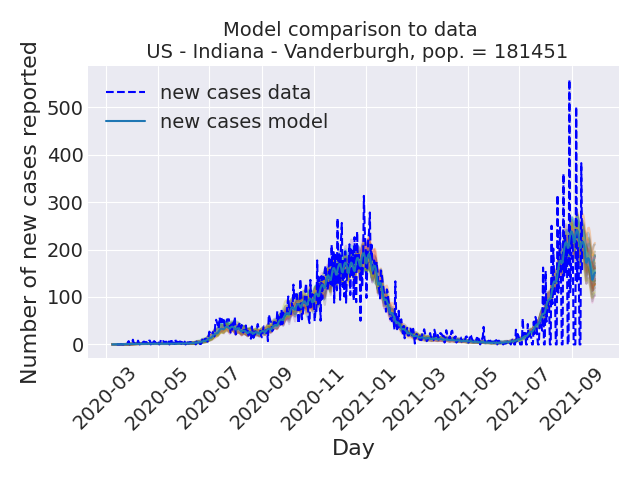 Model comparison to data
US - Indiana - Vanderburgh, pop. = 181451
Number of new cases reported
new cases data
new cases model
500
400
300
200
100
0
2020-03
2020-05
2020-07
2020-09
2020-11
2021-01
2021-03
2021-05
2021-07
2021-09
Day